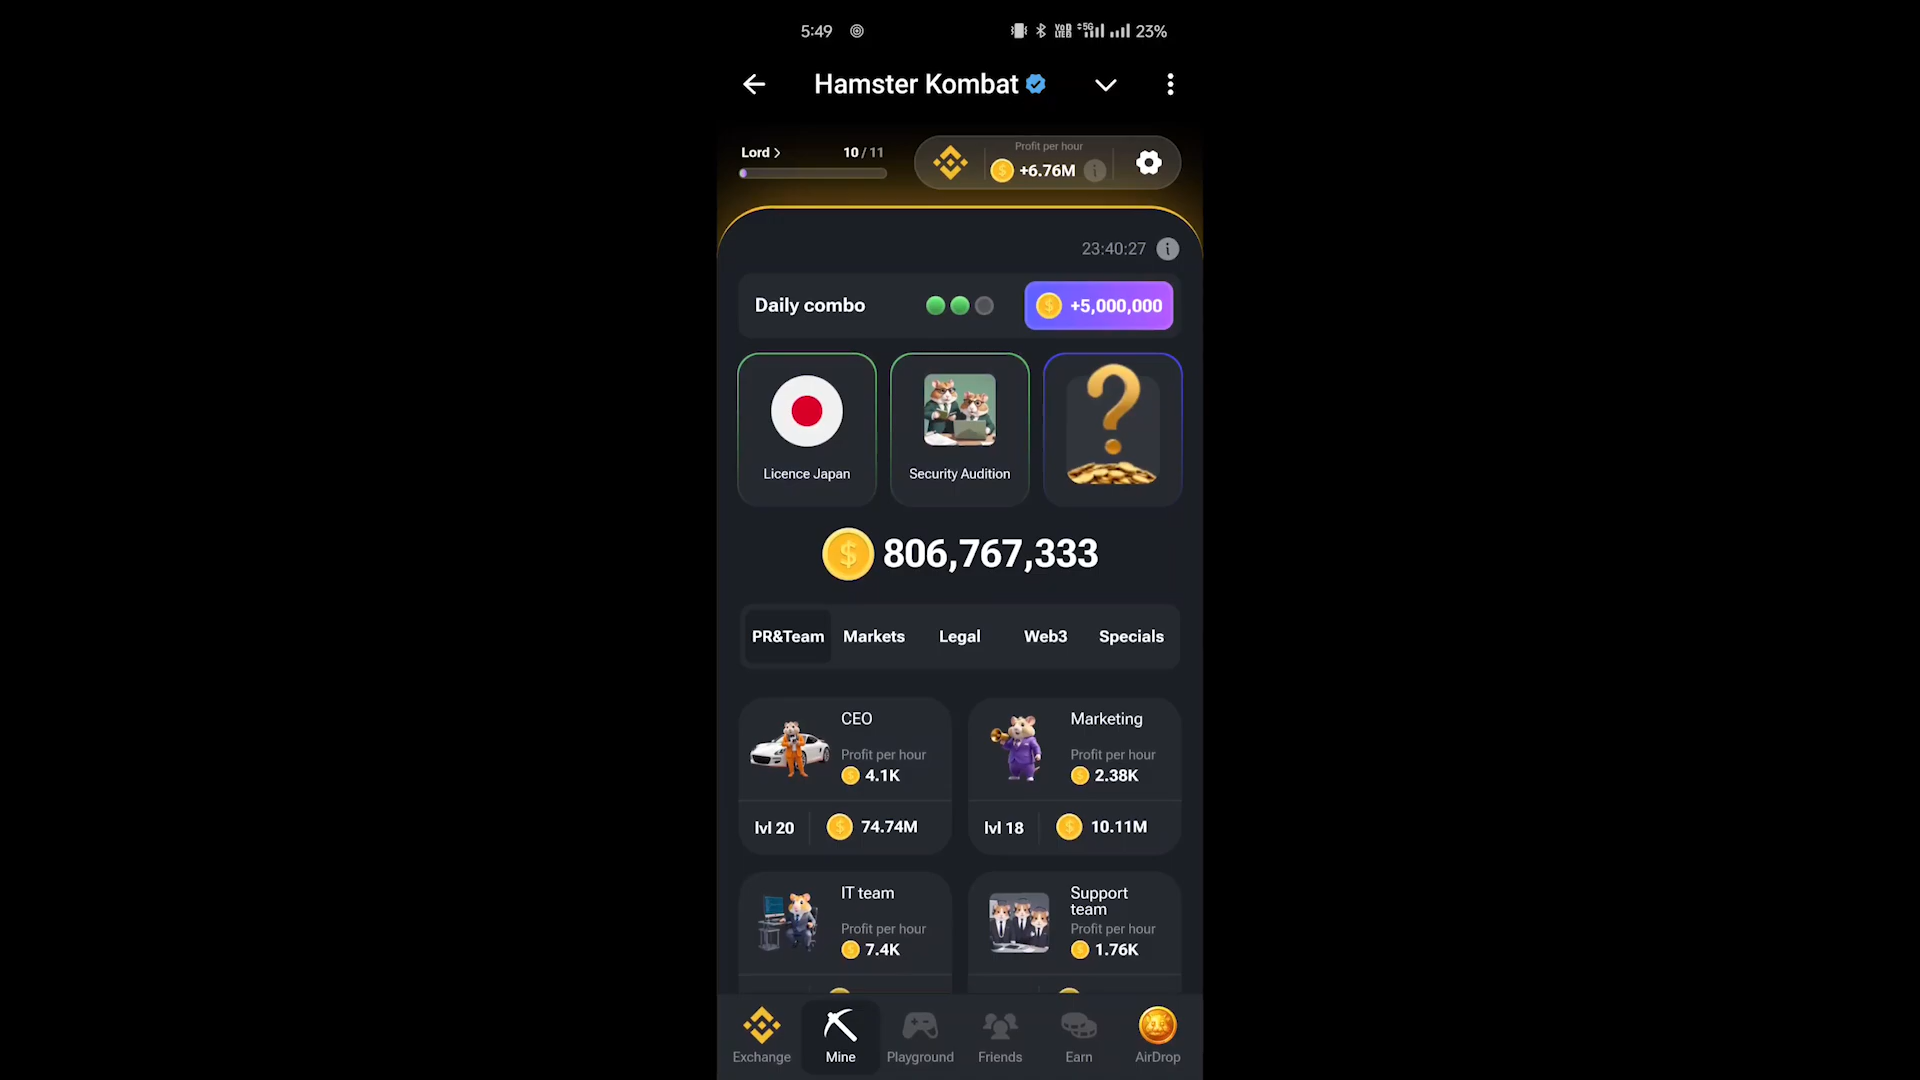 5:49 VoD LTE2 5G 23%
Hamster Kombat
Lord > 10 / 11
Profit per hour
+6.76M
23:40:27
Daily combo +5,000,000
Licence Japan Security Audition
806,767,333
PR&Team Markets Legal Web3 Specials
CEO
Profit per hour
4.1K
lvl 20 74.74M
Marketing
Profit per hour
2.38K
lvl 18 10.11M
IT team
Profit per hour
7.4K
Support
team
Profit per hour
1.76K
Exchange Mine Playground Friends Earn AirDrop